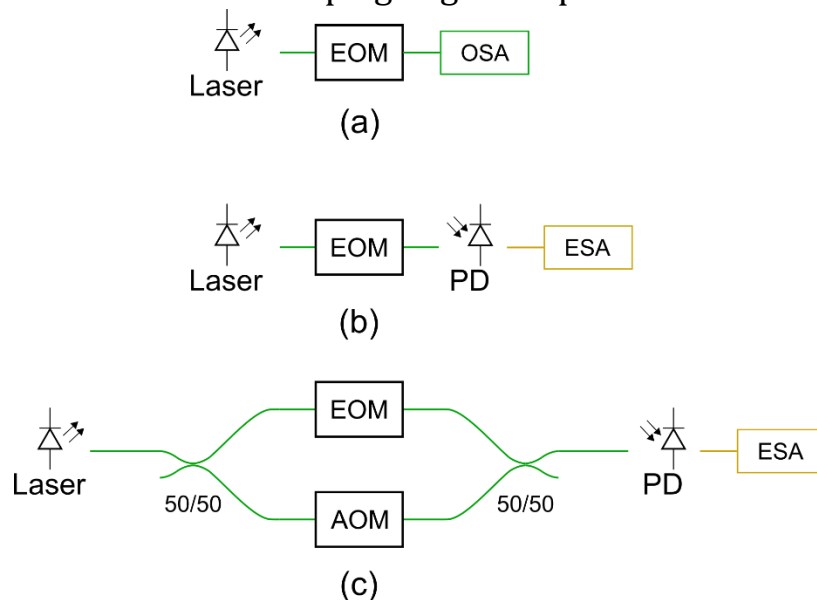 Laser
EOM
OSA
(a)
Laser
EOM
PD
ESA
(b)
Laser
50/50
EOM
AOM
50/50
PD
ESA
(c)